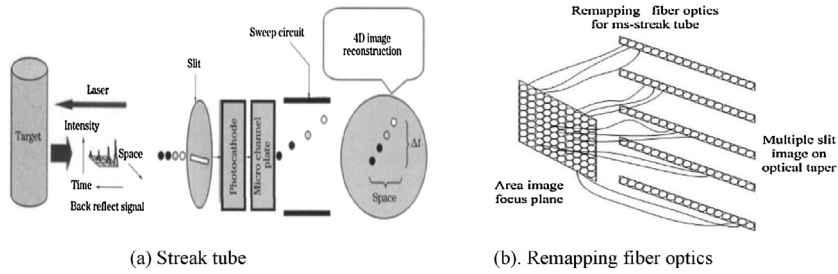 Sweep circuit
4D image
reconstruction
Slit
Laser
Target
Intensity
Space
Time
Back reflect signal
Photocathode
Micro channel
plate
Δt
Space
(a) Streak tube
Remapping fiber optics
for ms-streak tube
Multiple slit
image on
optical taper
Area image
focus plane
(b). Remapping fiber optics